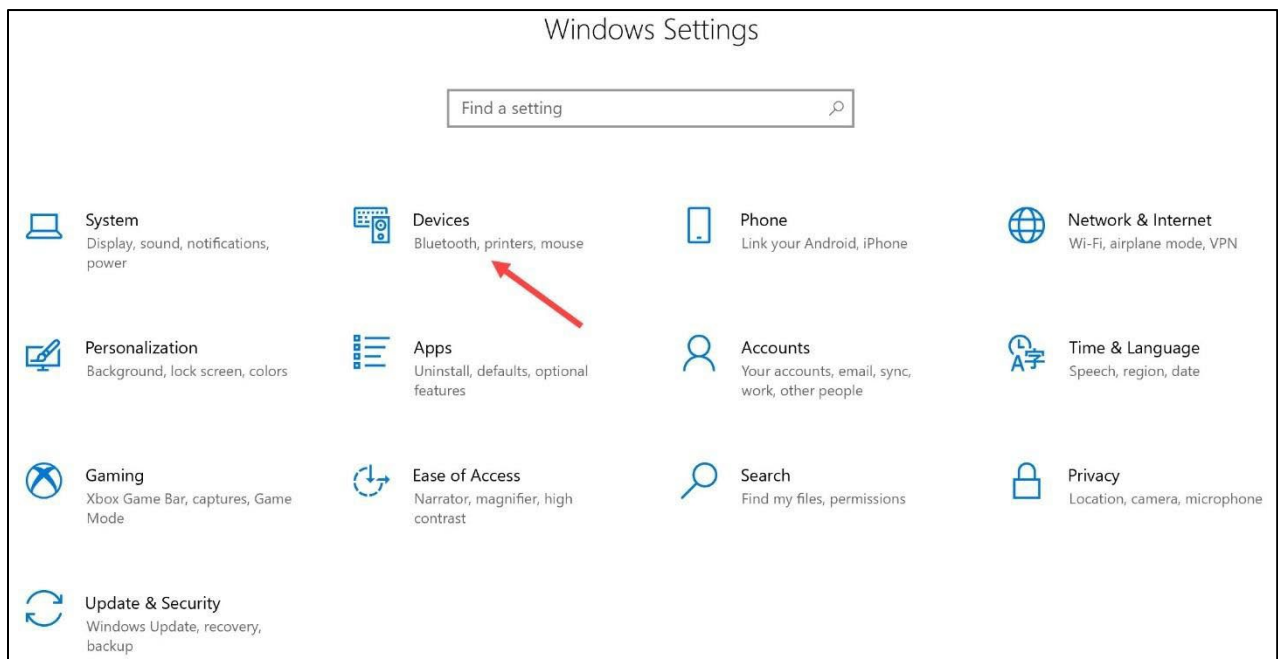 Windows Settings
Find a setting
System
Display, sound, notifications,
power
Devices
Bluetooth, printers, mouse
Phone
Link your Android, iPhone
Network & Internet
Wi-Fi, airplane mode, VPN
Personalization
Background, lock screen, colors
Apps
Uninstall, defaults, optional
features
Accounts
Your accounts, email, sync,
work, other people
Time & Language
Speech, region, date
Gaming
Xbox Game Bar, captures, Game
Mode
Ease of Access
Narrator, magnifier, high
contrast
Search
Find my files, permissions
Privacy
Location, camera, microphone
Update & Security
Windows Update, recovery,
backup